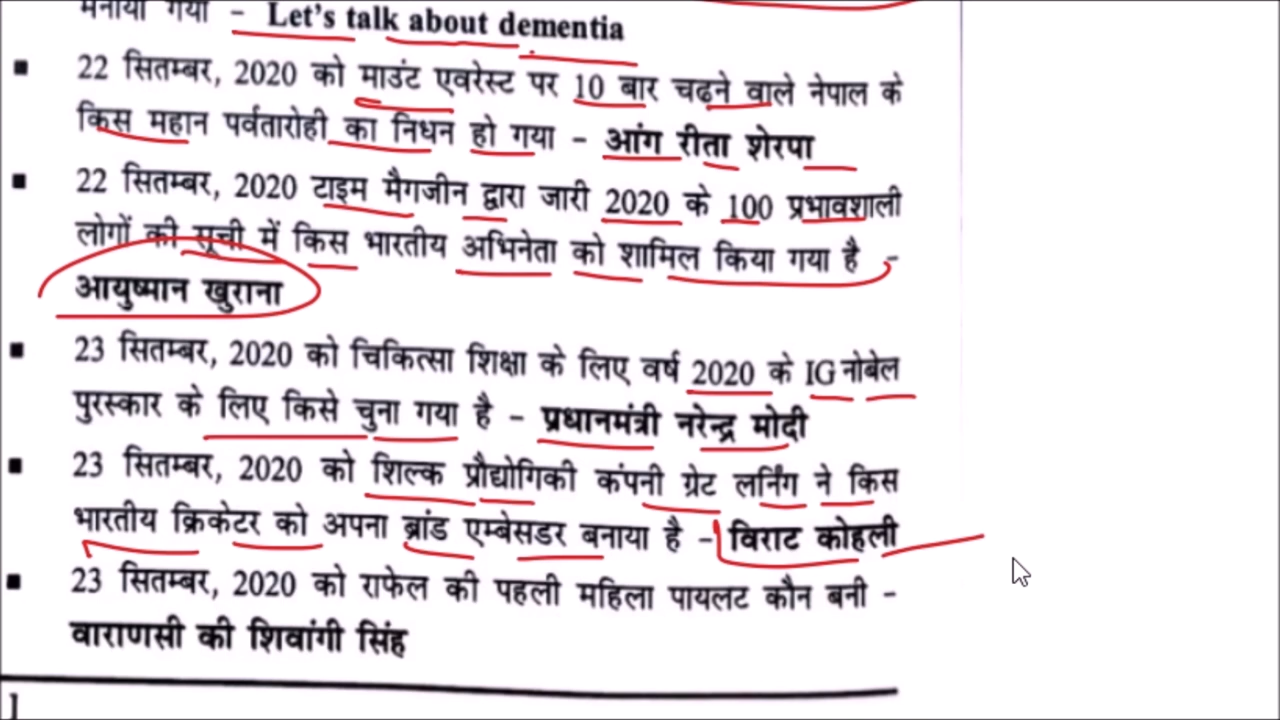 मनाया गया – Let's talk about dementia
▪ 22 सितम्बर, 2020 को माउंट एवरेस्ट पर 10 बार चढने वाले नेपाल के
किस महान पर्वतारोही का निधन हो गया – आंग रीता शेरपा
▪ 22 सितम्बर, 2020 टाइम मैगजीन द्वारा जारी 2020 के 100 प्रभावशाली
लोगों की सूची में किस भारतीय अभिनेता को शामिल किया गया है –
आयुष्मान खुराना
▪ 23 सितम्बर, 2020 को चिकित्सा शिक्षा के लिए वर्ष 2020 के IG नोबेल
पुरस्कार के लिए किसे चुना गया है – प्रधानमंत्री नरेन्द्र मोदी
▪ 23 सितम्बर, 2020 को शिल्क प्रौद्योगिकी कंपनी ग्रेट लर्निंग ने किस
भारतीय क्रिकेटर को अपना ब्रांड एम्बेसडर बनाया है – विराट कोहली
▪ 23 सितम्बर, 2020 को राफेल की पहली महिला पायलट कौन बनी –
वाराणसी की शिवांगी सिंह